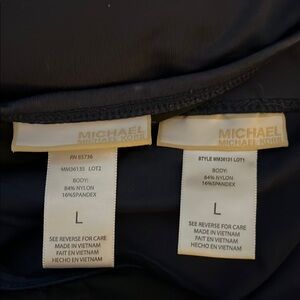 MICHAEL
MICHAEL KORS
RN 85736
MM36135 LOT2
BODY:
84% NYLON
16%SPANDEX
L
SEE REVERSE FOR CARE
MADE IN VIETNAM
FAIT EN VIETNAM
HECHO EN VIETNAM
MICHAEL
MICHAEL KORS
STYLE MM36131 LOT1
BODY:
84% NYLON
16%SPANDEX
L
SEE REVERSE FOR CARE
MADE IN VIETNAM
FAIT EN VIETNAM
HECHO EN VIETNAM